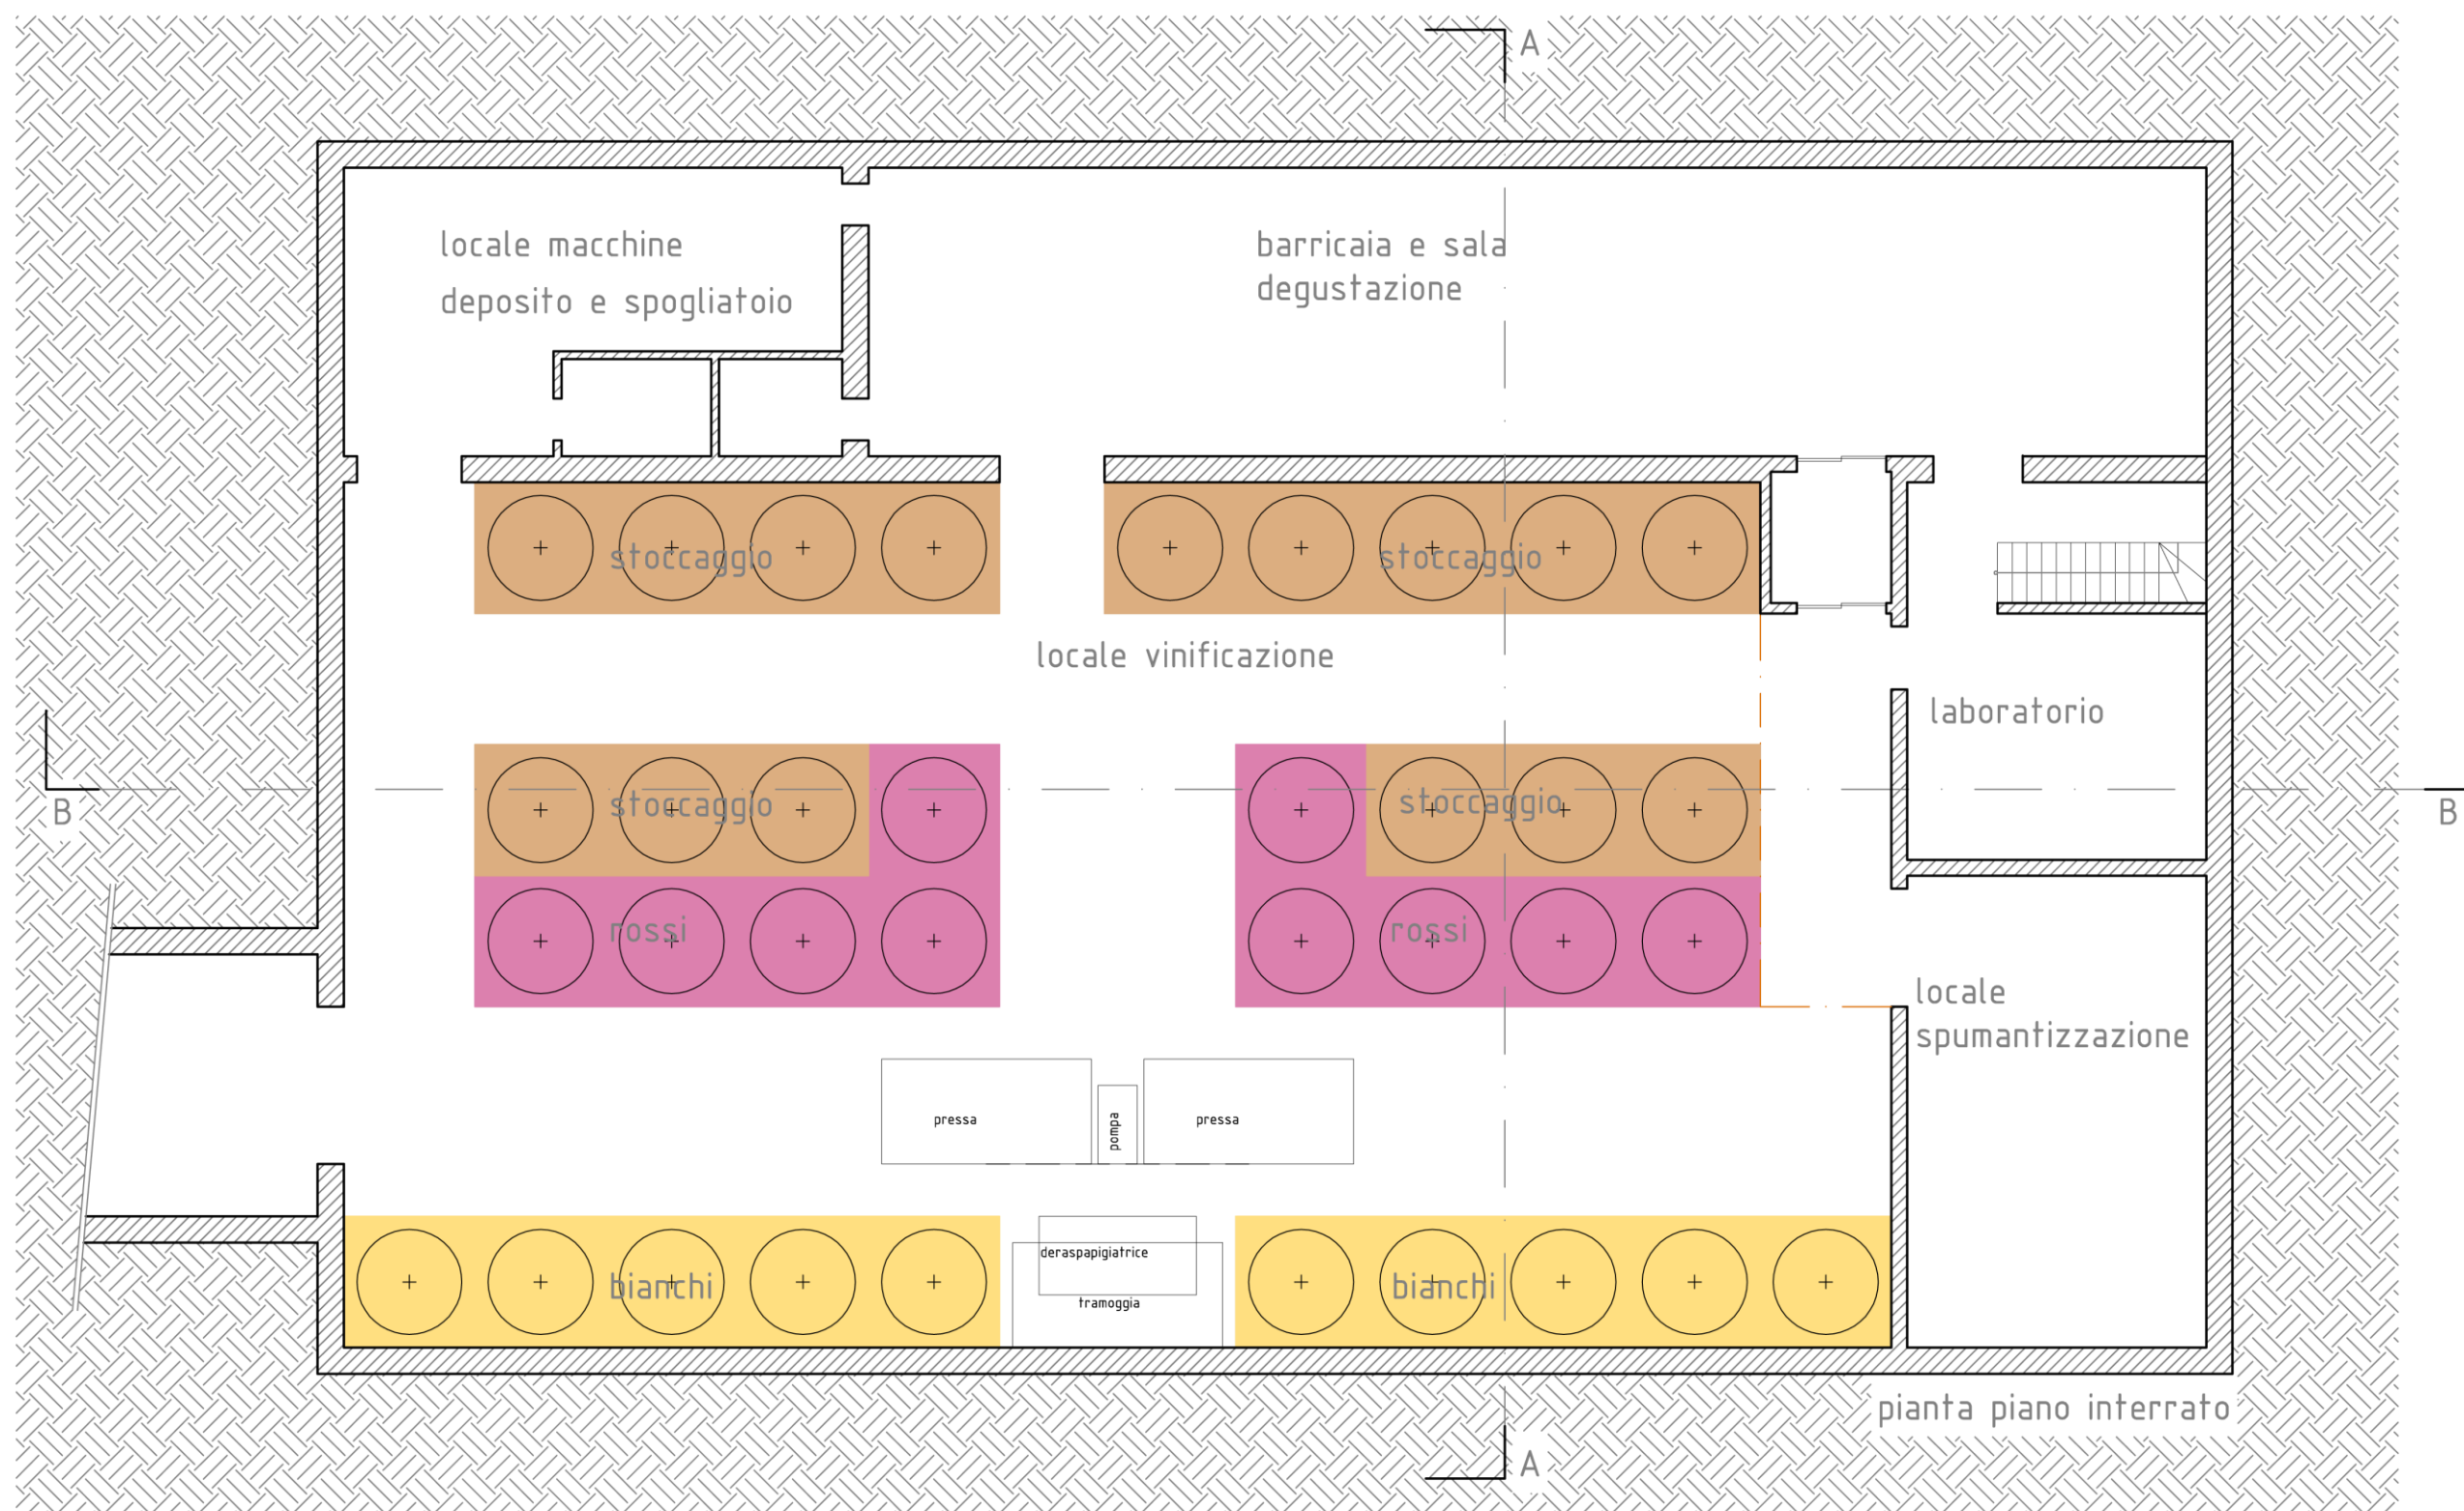 A
locale macchine
deposito e spogliatoio
barricaia e sala
degustazione
stoccaggio
stoccaggio
locale vinificazione
laboratorio
stoccaggio
stoccaggio
B
B
rossi
rossi
locale
spumantizzazione
pressa
pompa
pressa
deraspapigiatrice
bianchi
bianchi
tramoggia
pianta piano interrato
A